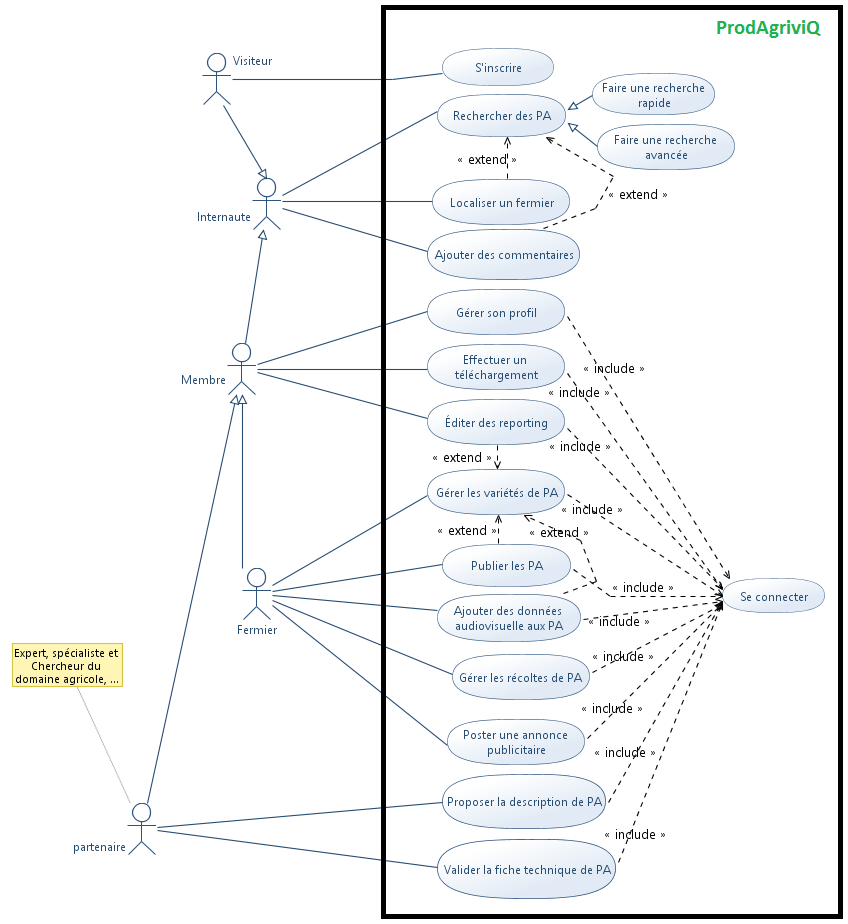 ProdAgriviQ
Visiteur
S'inscrire
Faire une recherche
rapide
Rechercher des PA
Faire une recherche
avancée
« extend »
« extend »
Localiser un fermier
Internaute
Ajouter des commentaires
Gérer son profil
Effectuer un
téléchargement
« include »
Membre
« include »
Éditer des reporting
« include »
« extend »
Gérer les variétés de PA
« include »
« extend »
« extend »
Publier les PA
« include »
Se connecter
Fermier
Ajouter des données
audiovisuelle aux PA
« include »
Expert, spécialiste et
Chercheur du
domaine agricole, ...
« include »
Gérer les récoltes de PA
« include »
Poster une annonce
publicitaire
« include »
Proposer la description de PA
« include »
partenaire
Valider la fiche technique de PA